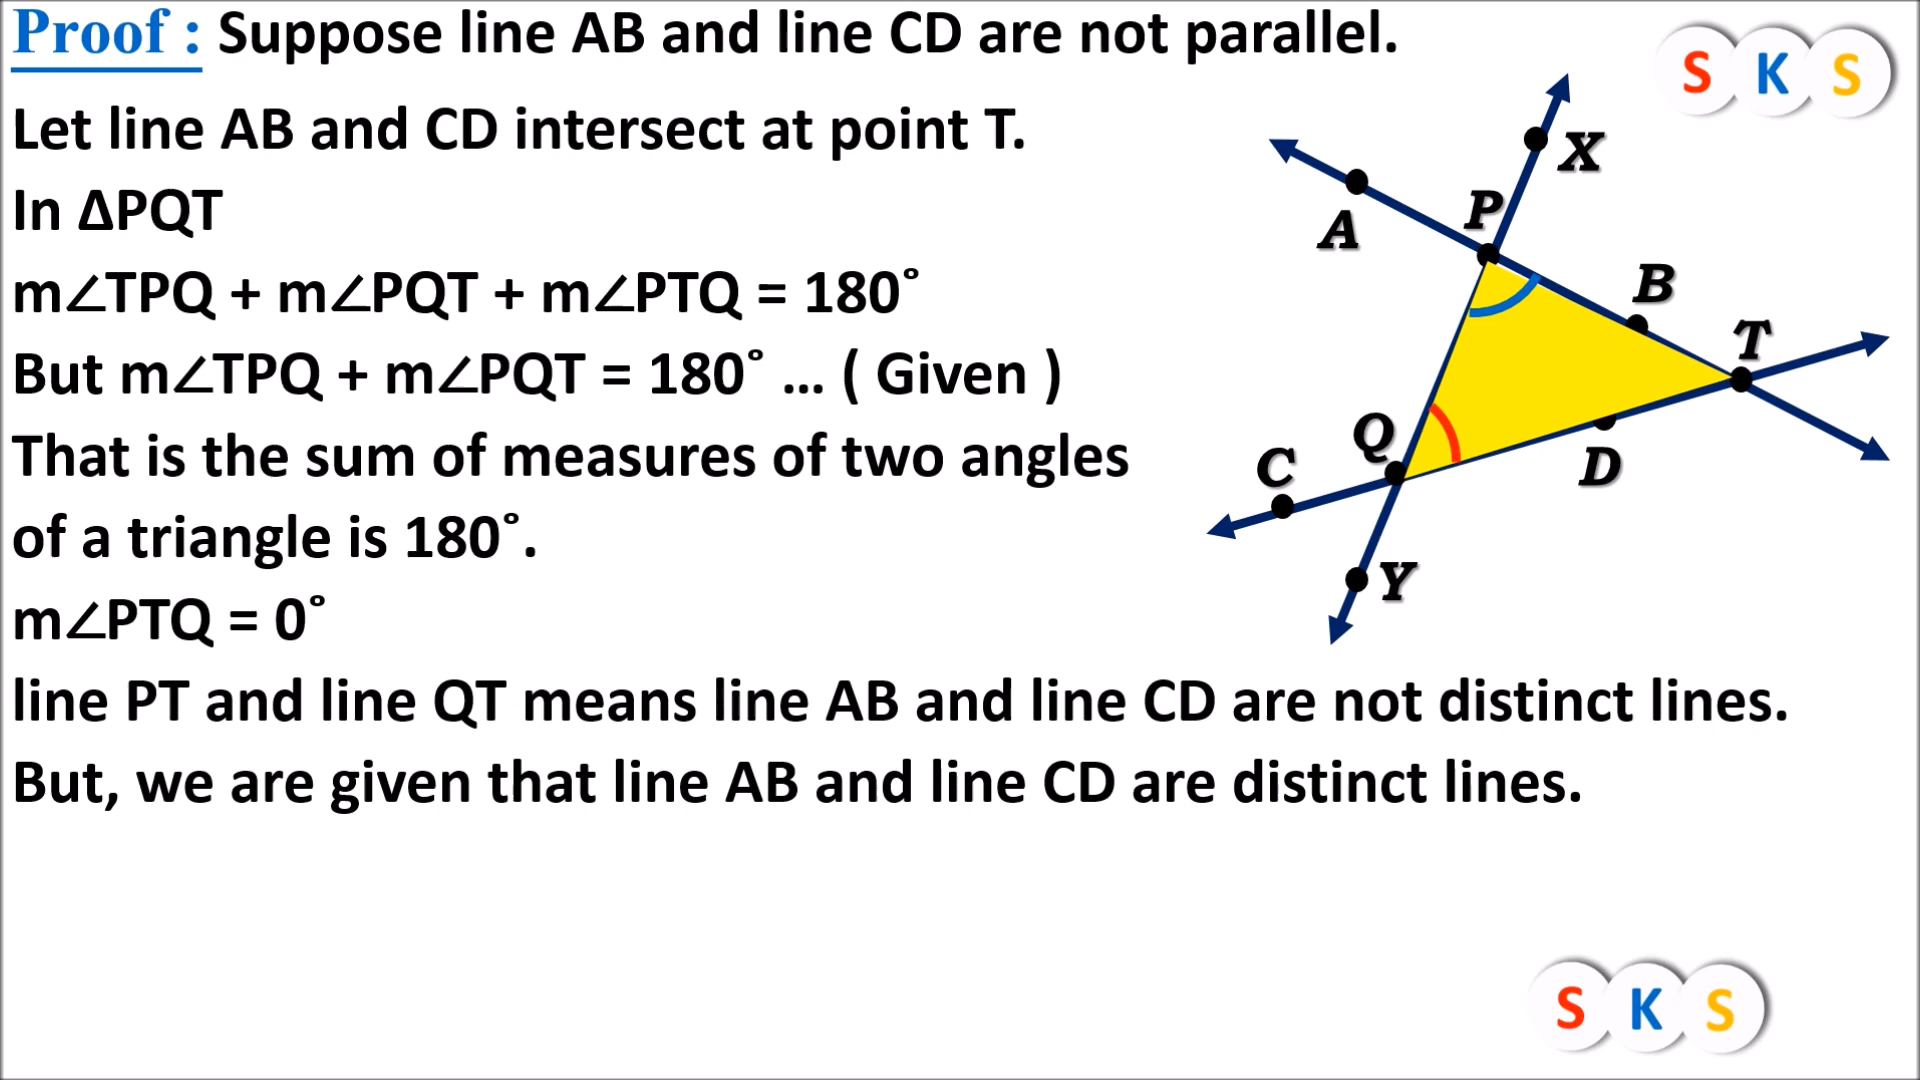 Proof : Suppose line AB and line CD are not parallel.
S K S
Let line AB and CD intersect at point T.
In ΔPQT
m∠TPQ + m∠PQT + m∠PTQ = 180˚
But m∠TPQ + m∠PQT = 180˚ ... ( Given )
That is the sum of measures of two angles
of a triangle is 180˚.
m∠PTQ = 0˚
line PT and line QT means line AB and line CD are not distinct lines.
But, we are given that line AB and line CD are distinct lines.
X
P
A
B
T
Q
C
D
Y
S K S